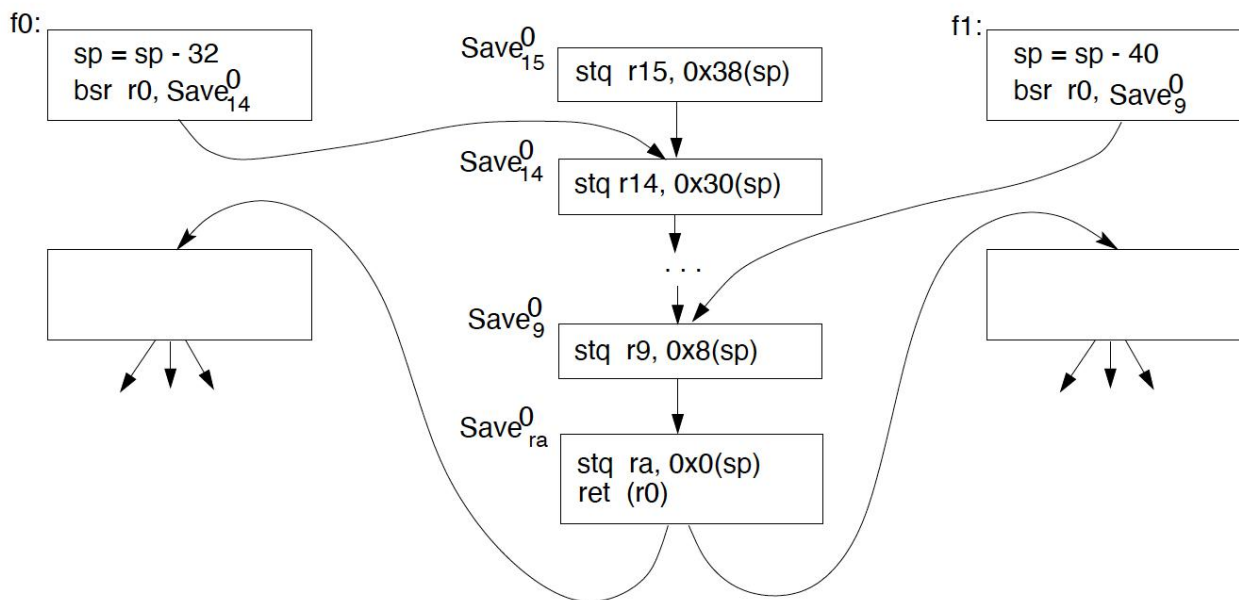 f0:
sp = sp - 32
bsr r0, Save⁰₁₄
Save⁰₁₅
stq r15, 0x38(sp)
Save⁰₁₄
stq r14, 0x30(sp)
. . .
Save⁰₉
stq r9, 0x8(sp)
Save⁰ᵣₐ
stq ra, 0x0(sp)
ret (r0)
f1:
sp = sp - 40
bsr r0, Save⁰₉